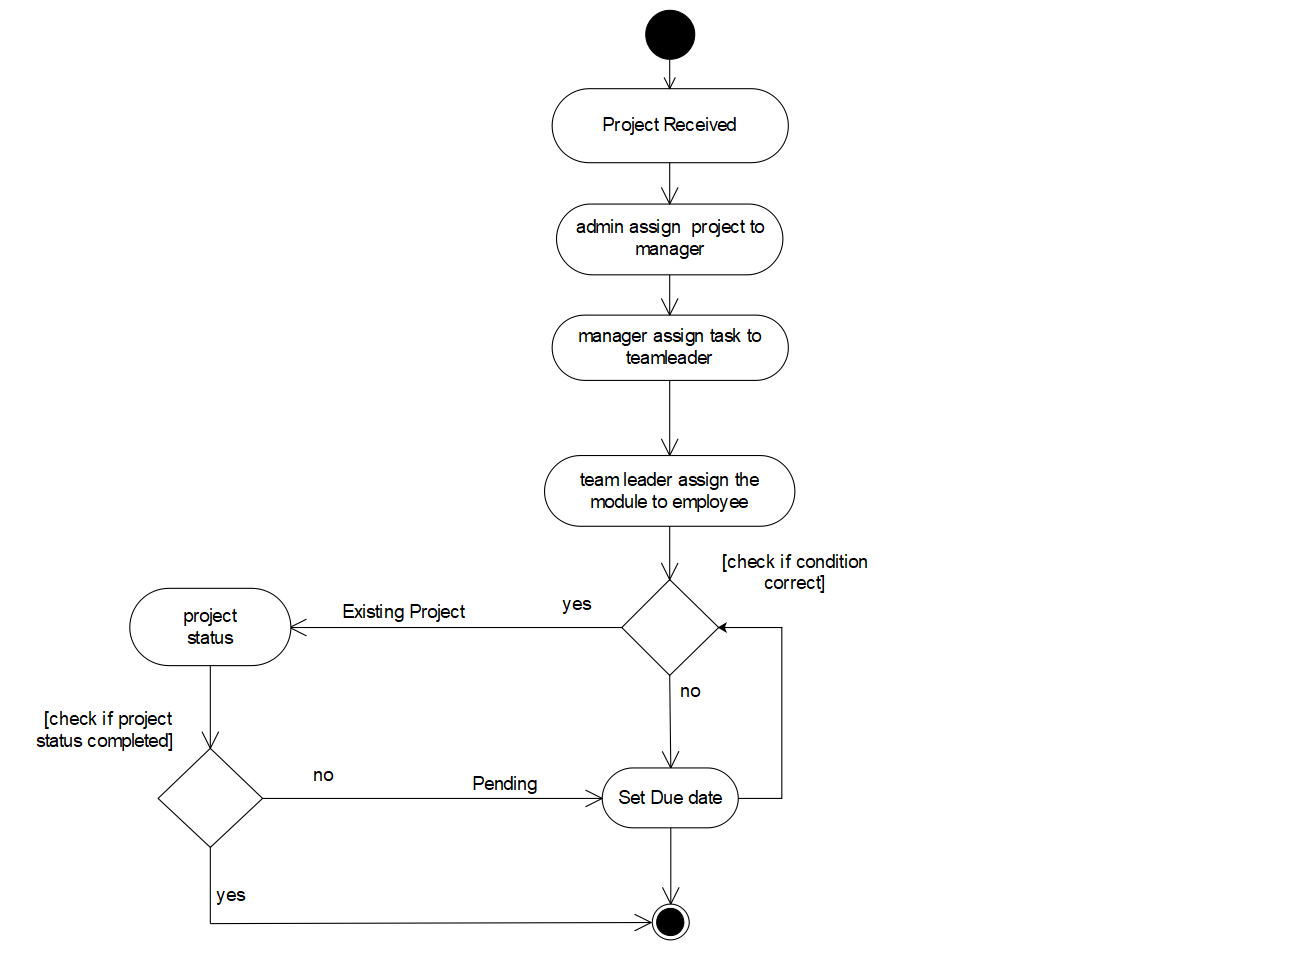 Project Received
admin assign  project to
manager
manager assign task to
teamleader
team leader assign the
module to employee
[check if condition
correct]
yes
Existing Project
project
status
no
[check if project
status completed]
no
Pending
Set Due date
yes